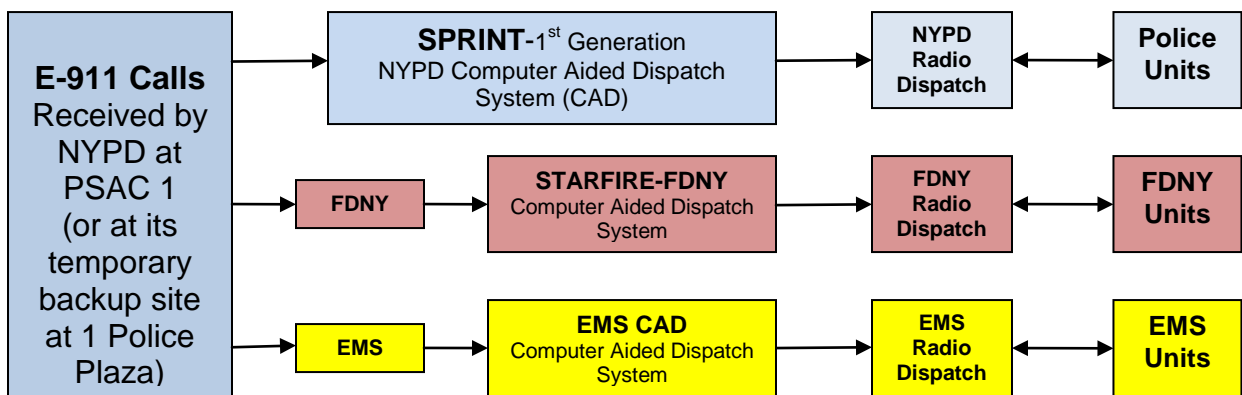 E-911 Calls
Received by
NYPD at
PSAC 1
(or at its
temporary
backup site
at 1 Police
Plaza)
SPRINT-1st Generation
NYPD Computer Aided Dispatch
System (CAD)
NYPD
Radio
Dispatch
Police
Units
FDNY
STARFIRE-FDNY
Computer Aided Dispatch
System
FDNY
Radio
Dispatch
FDNY
Units
EMS
EMS CAD
Computer Aided Dispatch
System
EMS
Radio
Dispatch
EMS
Units